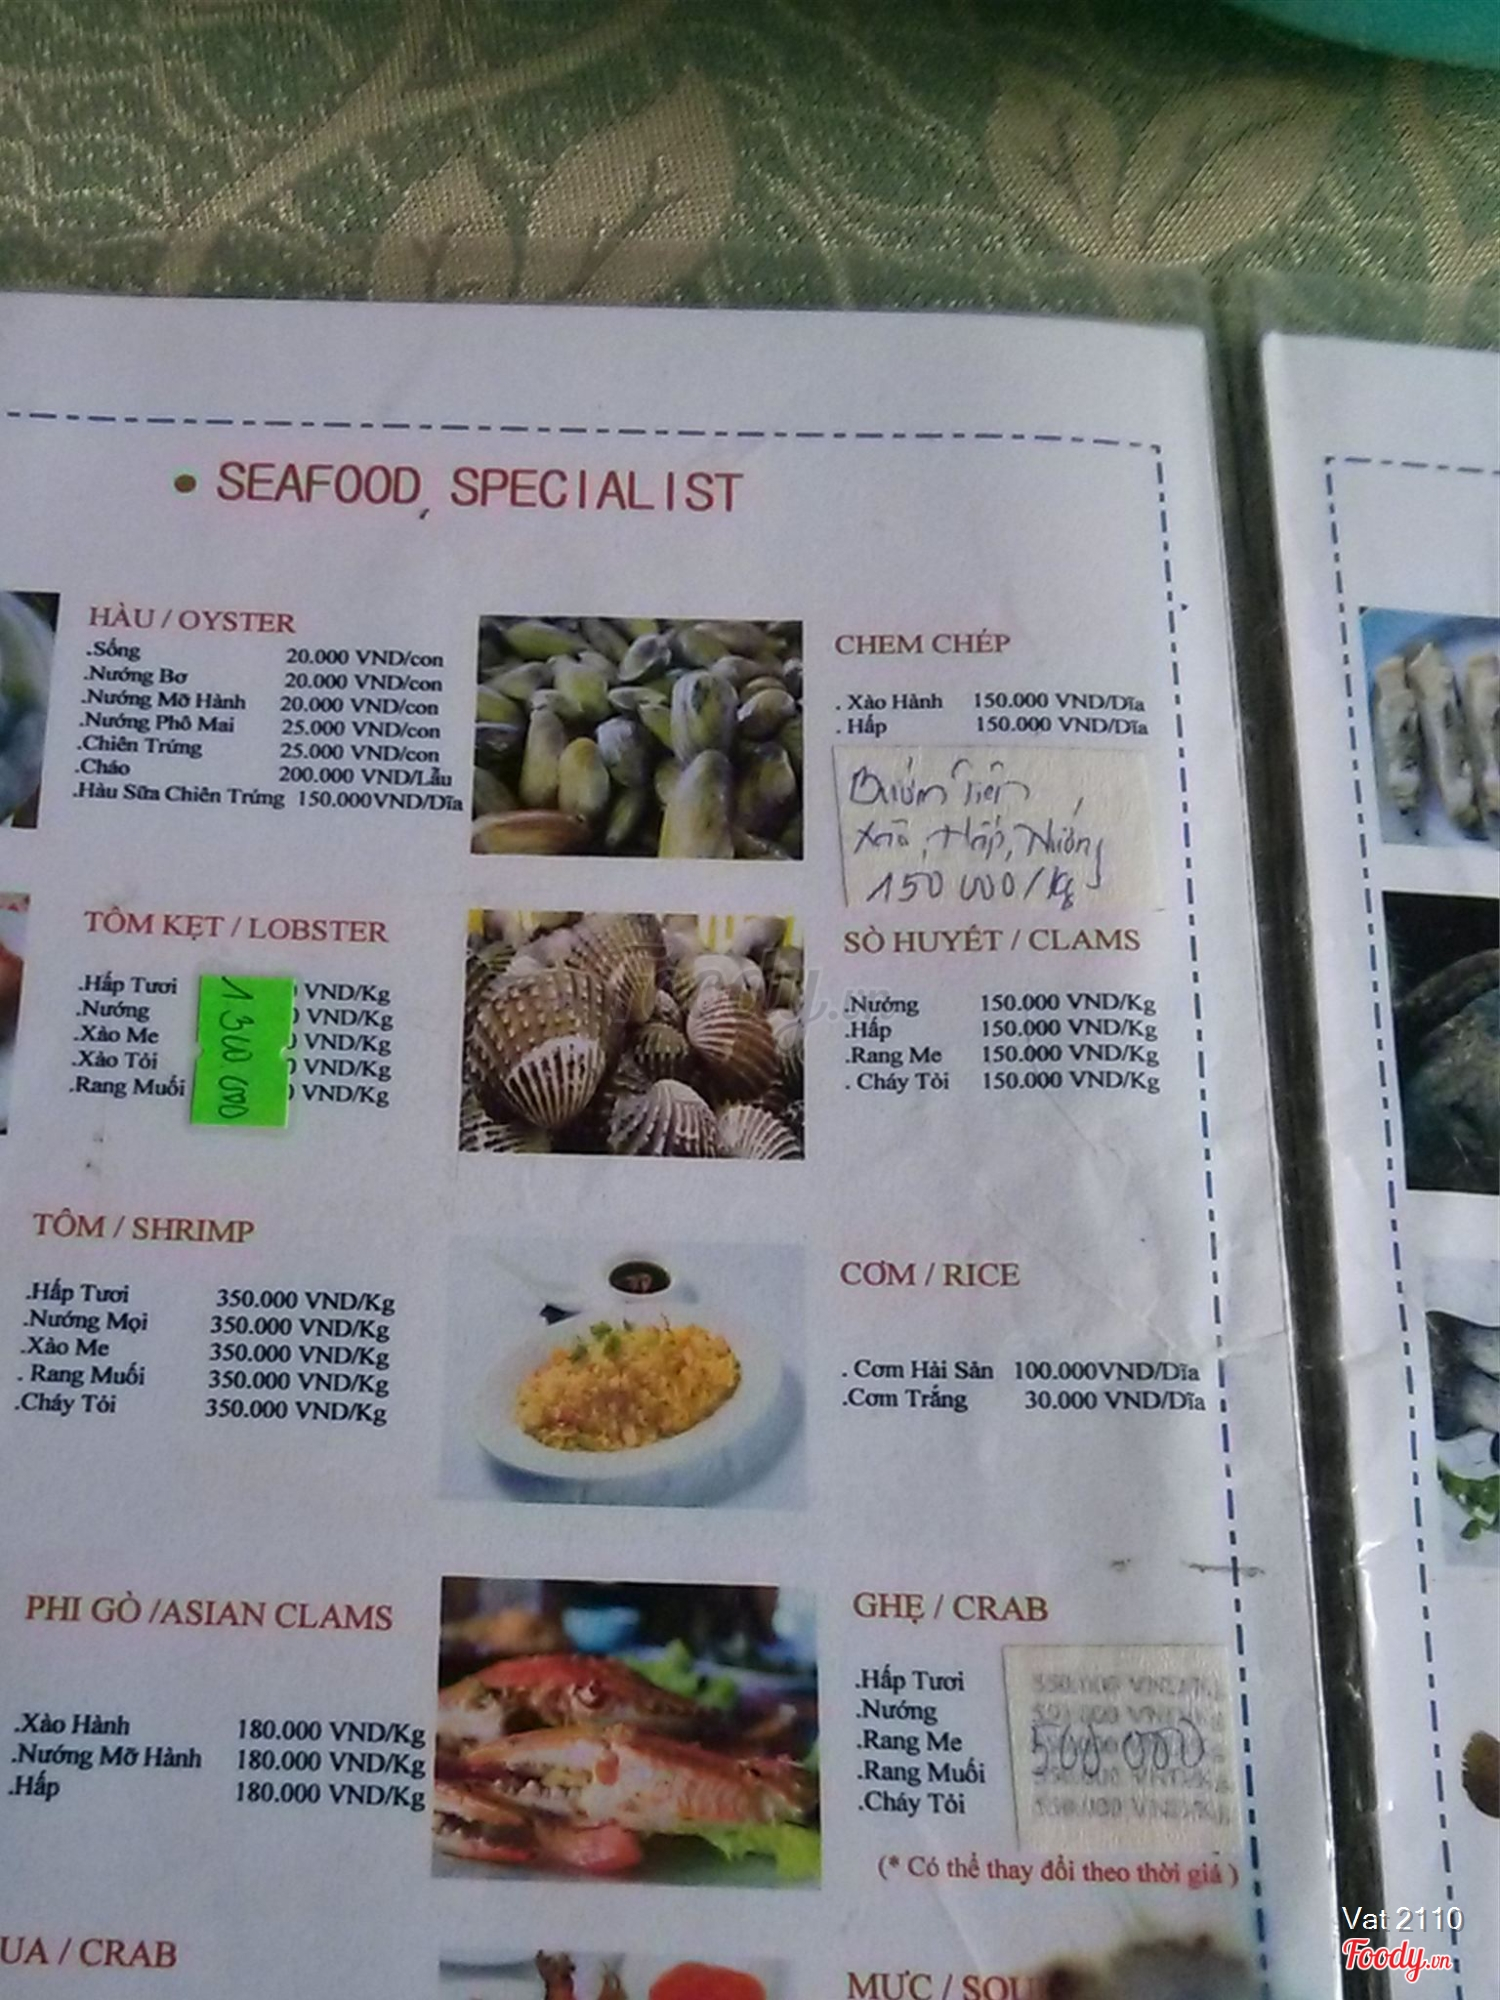 SEAFOOD SPECIALIST
HÀU / OYSTER
.Sống 20.000 VND/con
.Nướng Bơ 20.000 VND/con
.Nướng Mỡ Hành 20.000 VND/con
.Nướng Phô Mai 25.000 VND/con
.Chiên Trứng 25.000 VND/con
.Cháo 200.000 VND/Lẩu
.Hàu Sữa Chiên Trứng 150.000VND/Dĩa
CHEM CHÉP
. Xào Hành 150.000 VND/Dĩa
. Hấp 150.000 VND/Dĩa
Bướm Tiên
Xào, Hấp, Nướng
150 000/Kg
TÔM KẸT / LOBSTER
.Hấp Tươi VND/Kg
.Nướng VND/Kg
.Xào Me VND/Kg
.Xào Tỏi VND/Kg
.Rang Muối VND/Kg
1300.000
SÒ HUYẾT / CLAMS
.Nướng 150.000 VND/Kg
.Hấp 150.000 VND/Kg
.Rang Me 150.000 VND/Kg
. Cháy Tỏi 150.000 VND/Kg
TÔM / SHRIMP
.Hấp Tươi 350.000 VND/Kg
.Nướng Mọi 350.000 VND/Kg
.Xào Me 350.000 VND/Kg
. Rang Muối 350.000 VND/Kg
.Cháy Tỏi 350.000 VND/Kg
CƠM / RICE
. Cơm Hải Sản 100.000VND/Dĩa
.Cơm Trắng 30.000 VND/Dĩa
PHI GÒ /ASIAN CLAMS
.Xào Hành 180.000 VND/Kg
.Nướng Mỡ Hành 180.000 VND/Kg
.Hấp 180.000 VND/Kg
GHẸ / CRAB
.Hấp Tươi
.Nướng
.Rang Me
.Rang Muối
.Cháy Tỏi
500 000
(* Có thể thay đổi theo thời giá )
UA / CRAB
MỰC / SQU
Vat 2110
Foody.vn